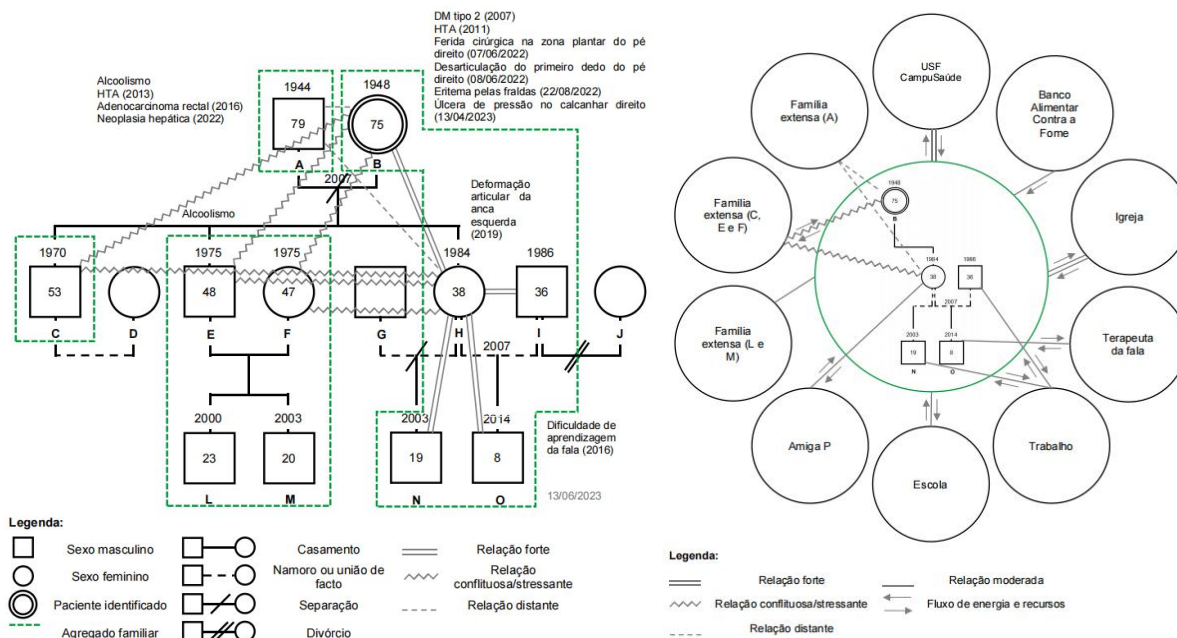 DM tipo 2 (2007)
HTA (2011)
Ferida cirúrgica na zona plantar do pé
direito (07/06/2022)
Desarticulação do primeiro dedo do pé
direito (08/06/2022)
Eritema pelas fraldas (22/08/2022)
Úlcera de pressão no calcanhar direito
(13/04/2023)
Alcoolismo
HTA (2013)
Adenocarcinoma rectal (2016)
Neoplasia hepática (2022)
1944
1948
79
75
A
B
2007
Deformação
articular da
anca
esquerda
(2019)
Alcoolismo
1970
1975
1975
1984
1986
53
48
47
38
36
C
D
E
F
G
H
I
J
2007
2000
2003
2003
2014
23
20
19
8
L
M
N
O
Dificuldade de
aprendizagem
da fala (2016)
13/06/2023
Legenda:
Sexo masculino
Casamento
Relação forte
Sexo feminino
Namoro ou união de
facto
Relação
conflituosa/stressante
Paciente identificado
Separação
Relação distante
Agregado familiar
Divórcio
USF
CampuSaúde
Família
extensa (A)
Banco
Alimentar
Contra a
Fome
Família
extensa (C,
E e F)
Igreja
1948
75
B
1984
1986
38
36
H
2007
2003
2014
19
8
N
O
Família
extensa (L e
M)
Terapeuta
da fala
Amiga P
Trabalho
Escola
Legenda:
Relação forte
Relação moderada
Relação conflituosa/stressante
Fluxo de energia e recursos
Relação distante